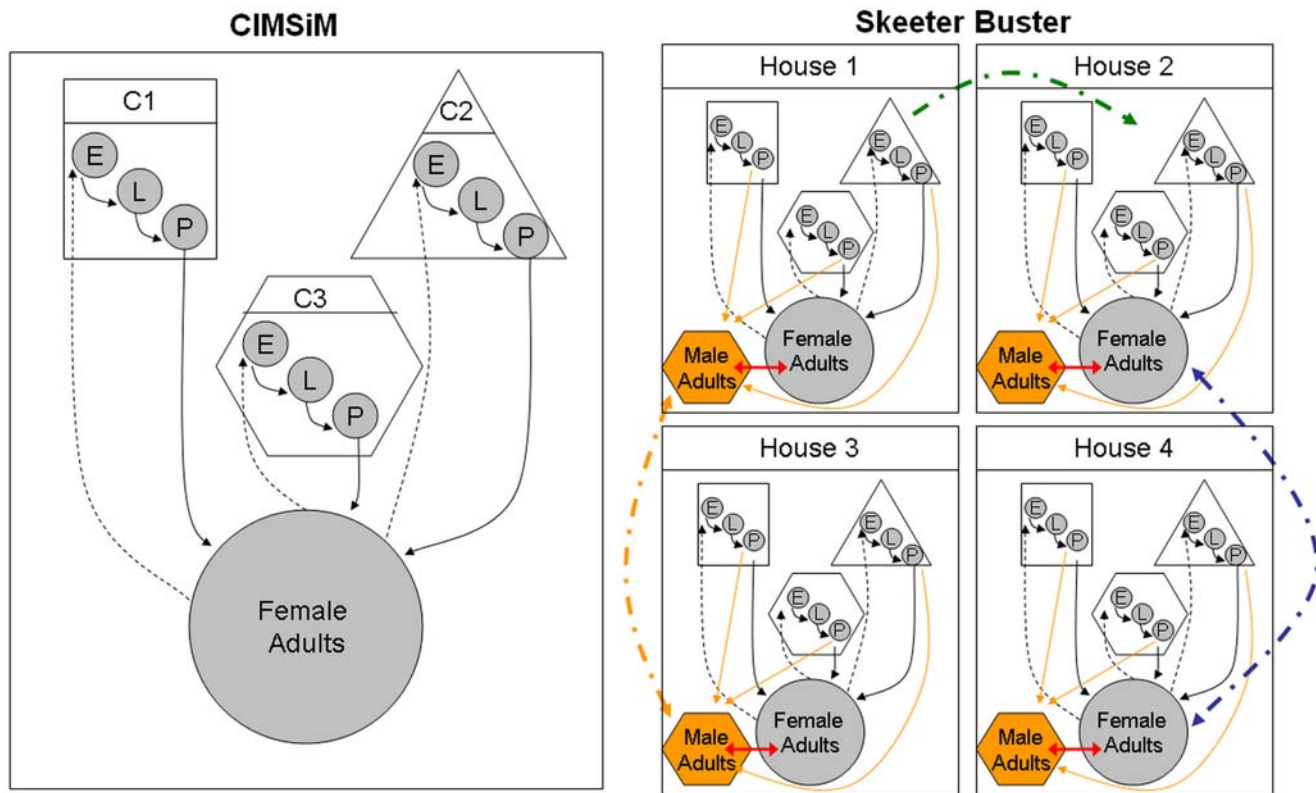 CIMSiM
C1
E
L
P
C2
E
L
P
C3
E
L
P
Female
Adults
Skeeter Buster
House 1
E
L
P
E
L
P
E
L
P
Male
Adults
Female
Adults
House 2
E
L
P
E
L
P
E
L
P
Male
Adults
Female
Adults
House 3
E
L
P
E
L
P
E
L
P
Male
Adults
Female
Adults
House 4
E
L
P
E
L
P
E
L
P
Male
Adults
Female
Adults